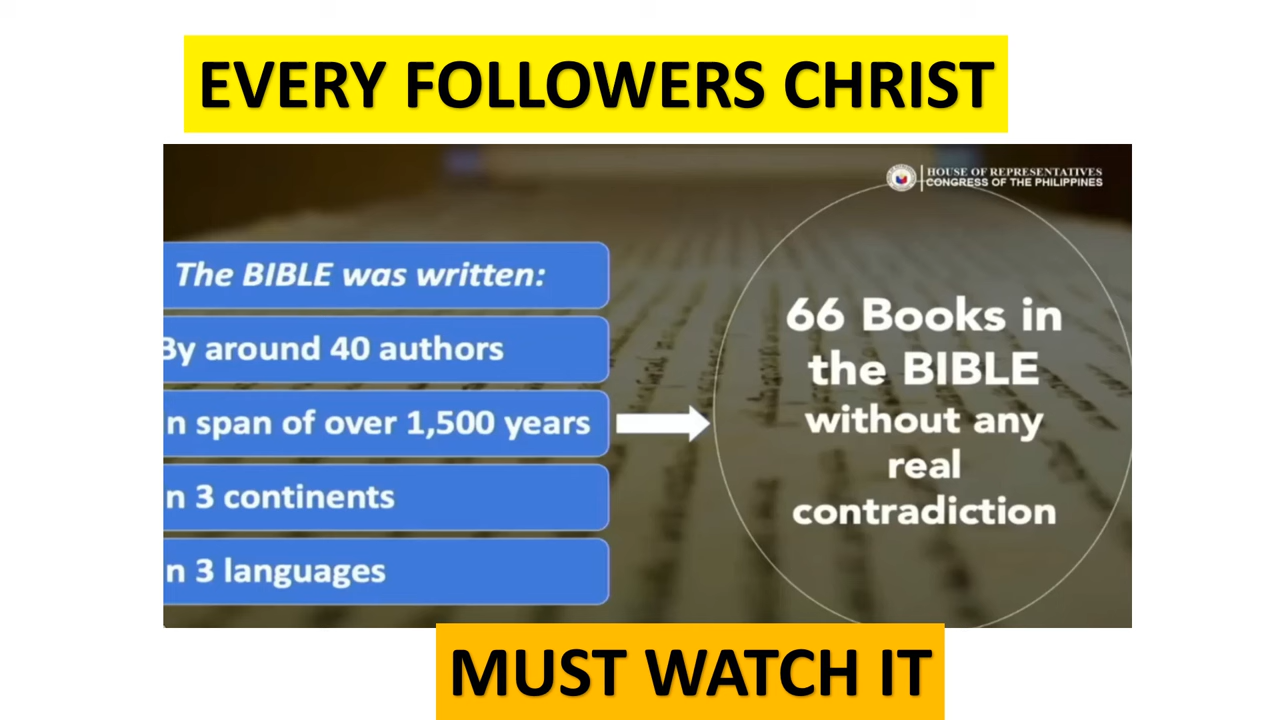 EVERY FOLLOWERS CHRIST
HOUSE OF REPRESENTATIVES
CONGRESS OF THE PHILIPPINES
The BIBLE was written:
By around 40 authors
n span of over 1,500 years
n 3 continents
n 3 languages
66 Books in
the BIBLE
without any
real
contradiction
MUST WATCH IT